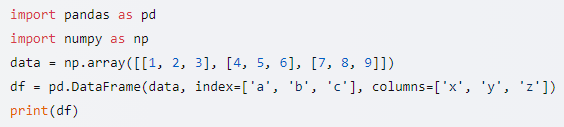 import pandas as pd
import numpy as np
data = np.array([[1, 2, 3], [4, 5, 6], [7, 8, 9]])
df = pd.DataFrame(data, index=['a', 'b', 'c'], columns=['x', 'y', 'z'])
print(df)